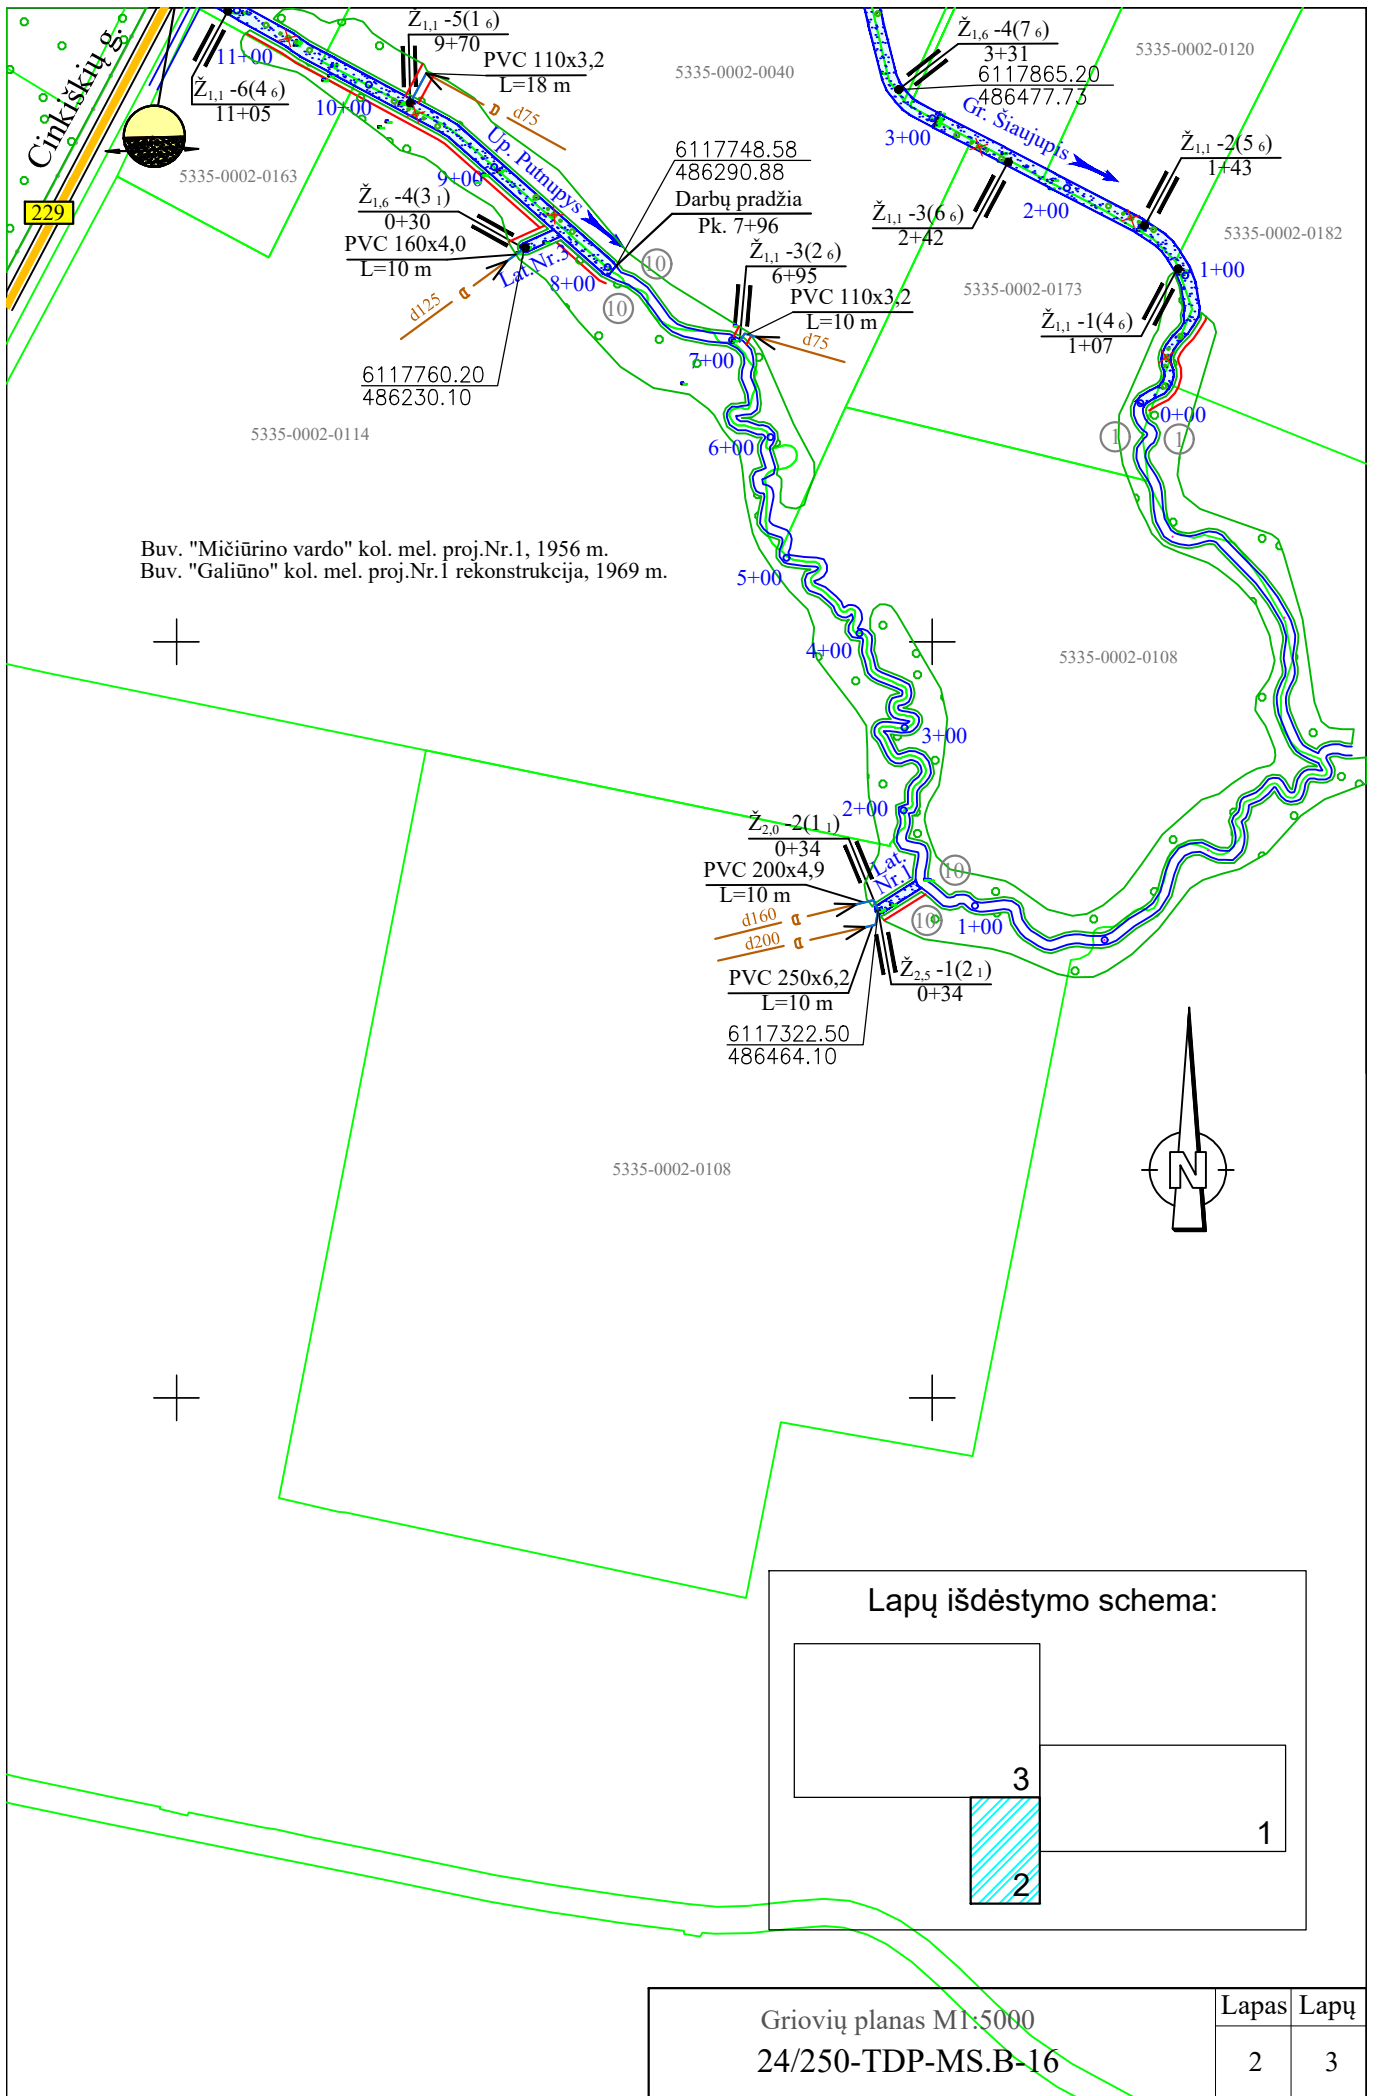 Cinkiškių g.
229
11+00
Ž1,1 -6(4 6)
11+05
10+00
Ž1,1 -5(1 6)
9+70
PVC 110x3,2
L=18 m
d75
Up. Putnupys
5335-0002-0163
5335-0002-0040
9+00
Ž1,6 -4(3 1)
0+30
PVC 160x4,0
L=10 m
d125
Lat.Nr.3
8+00
6117748.58
486290.88
Darbų pradžia
Pk. 7+96
10
10
Ž1,1 -3(2 6)
6+95
PVC 110x3,2
L=10 m
d75
7+00
6117760.20
486230.10
5335-0002-0114
6+00
Ž1,6 -4(7 6)
3+31
6117865.20
486477.75
5335-0002-0120
3+00
Gr. Šiaujupis
Ž1,1 -2(5 6)
1+43
Ž1,1 -3(6 6)
2+42
2+00
5335-0002-0182
1+00
5335-0002-0173
Ž1,1 -1(4 6)
1+07
0+00
1
1
Buv. "Mičiūrino vardo" kol. mel. proj.Nr.1, 1956 m.
Buv. "Galiūno" kol. mel. proj.Nr.1 rekonstrukcija, 1969 m.
5+00
4+00
5335-0002-0108
3+00
2+00
Ž2,0 -2(1 1)
0+34
PVC 200x4,9
L=10 m
Lat.
Nr.1
10
10
1+00
d160
d200
PVC 250x6,2
L=10 m
Ž2,5 -1(2 1)
0+34
6117322.50
486464.10
5335-0002-0108
N
Lapų išdėstymo schema:
3
1
2
Griovių planas M1:5000
24/250-TDP-MS.B-16
Lapas Lapų
2 3